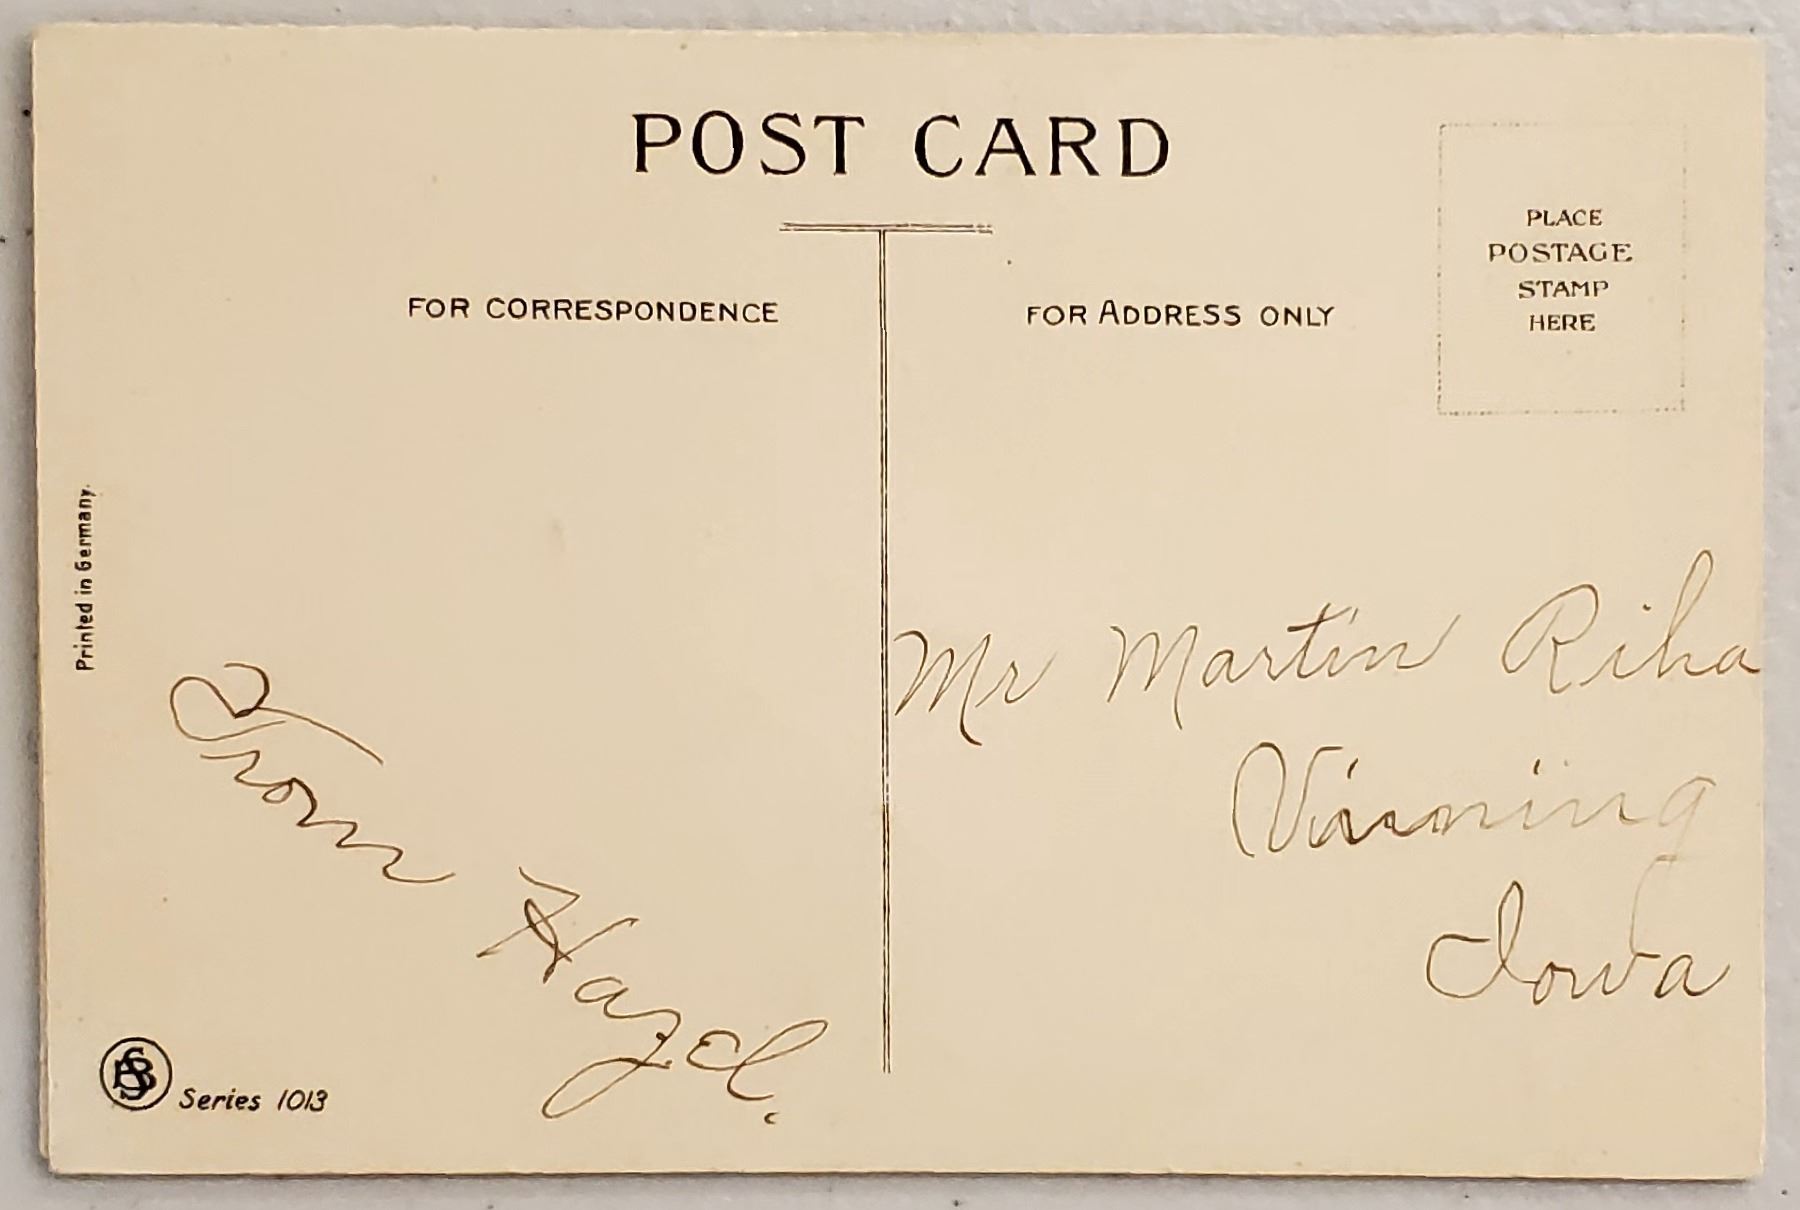 POST CARD
FOR CORRESPONDENCE
FOR ADDRESS ONLY
PLACE
POSTAGE
STAMP
HERE
Printed in Germany.
From Hazel.
Mr Martin Riha
Vinning
Iowa
Series 1013